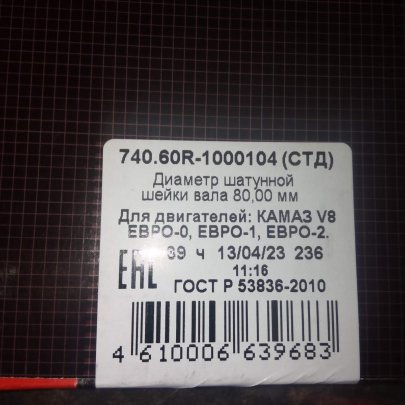 740.60R-1000104 (СТД)
Диаметр шатунной
шейки вала 80,00 мм
Для двигателей: КАМАЗ V8
ЕВРО-0, ЕВРО-1, ЕВРО-2.
EAC 39 ч 13/04/23 236
11:16
ГОСТ Р 53836-2010
4 610006 639683